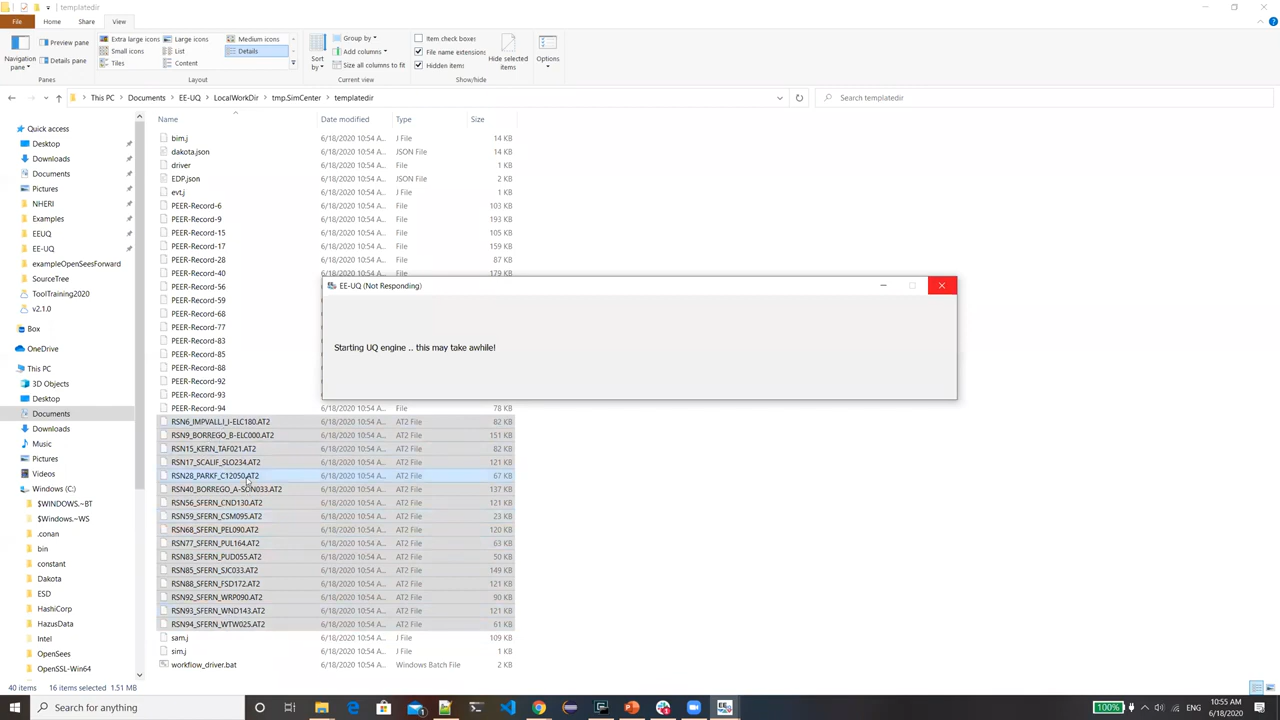 templatedir
File
Home
Share
View
Navigation pane
Preview pane
Details pane
Panes
Extra large icons
Large icons
Medium icons
Small icons
List
Details
Tiles
Content
Layout
Sort by
Group by
Add columns
Size all columns to fit
Current view
Item check boxes
File name extensions
Hidden items
Hide selected items
Show/hide
Options
This PC > Documents > EE-UQ > LocalWorkDir > tmp.SimCenter > templatedir
Search templatedir
Quick access
Desktop
Downloads
Documents
Pictures
NHERI
Examples
EEUQ
EE-UQ
exampleOpenSeesForward
SourceTree
ToolTraining2020
v2.1.0
Box
OneDrive
This PC
3D Objects
Desktop
Documents
Downloads
Music
Pictures
Videos
Windows (C:)
$WINDOWS.~BT
$Windows.~WS
.conan
bin
constant
Dakota
ESD
HashiCorp
HazusData
Intel
OpenSees
OpenSSL-Win64
Name Date modified Type Size
bim.j 6/18/2020 10:54 A... J File 14 KB
dakota.json 6/18/2020 10:54 A... JSON File 14 KB
driver 6/18/2020 10:54 A... File 1 KB
EDP.json 6/18/2020 10:54 A... JSON File 2 KB
evt.j 6/18/2020 10:54 A... J File 1 KB
PEER-Record-6 6/18/2020 10:54 A... File 103 KB
PEER-Record-9 6/18/2020 10:54 A... File 193 KB
PEER-Record-15 6/18/2020 10:54 A... File 105 KB
PEER-Record-17 6/18/2020 10:54 A... File 159 KB
PEER-Record-28 6/18/2020 10:54 A... File 87 KB
PEER-Record-40 6/18/2020 10:54 A... File 179 KB
PEER-Record-56
PEER-Record-59
PEER-Record-68
PEER-Record-77
PEER-Record-83
PEER-Record-85
PEER-Record-88
PEER-Record-92
PEER-Record-93
PEER-Record-94 6/18/2020 10:54 A... File 78 KB
RSN6_IMPVALL.I_I-ELC180.AT2 6/18/2020 10:54 A... AT2 File 82 KB
RSN9_BORREGO_B-ELC000.AT2 6/18/2020 10:54 A... AT2 File 151 KB
RSN15_KERN_TAF021.AT2 6/18/2020 10:54 A... AT2 File 82 KB
RSN17_SCALIF_SLO234.AT2 6/18/2020 10:54 A... AT2 File 121 KB
RSN28_PARKF_C12050.AT2 6/18/2020 10:54 A... AT2 File 67 KB
RSN40_BORREGO_A-SON033.AT2 6/18/2020 10:54 A... AT2 File 137 KB
RSN56_SFERN_CND130.AT2 6/18/2020 10:54 A... AT2 File 120 KB
RSN59_SFERN_CSM095.AT2 6/18/2020 10:54 A... AT2 File 23 KB
RSN68_SFERN_PEL090.AT2 6/18/2020 10:54 A... AT2 File 120 KB
RSN77_SFERN_PUL164.AT2 6/18/2020 10:54 A... AT2 File 63 KB
RSN83_SFERN_PUD055.AT2 6/18/2020 10:54 A... AT2 File 50 KB
RSN85_SFERN_SJC033.AT2 6/18/2020 10:54 A... AT2 File 149 KB
RSN88_SFERN_FSD172.AT2 6/18/2020 10:54 A... AT2 File 121 KB
RSN92_SFERN_WRP090.AT2 6/18/2020 10:54 A... AT2 File 90 KB
RSN93_SFERN_WND143.AT2 6/18/2020 10:54 A... AT2 File 121 KB
RSN94_SFERN_WTW025.AT2 6/18/2020 10:54 A... AT2 File 61 KB
sam.j 6/18/2020 10:54 A... J File 109 KB
sim.j 6/18/2020 10:54 A... J File 1 KB
workflow_driver.bat 6/18/2020 10:54 A... Windows Batch File 2 KB
EE-UQ (Not Responding)
Starting UQ engine .. this may take awhile!
40 items 16 items selected 1.51 MB
Search for anything
100%
ENG
10:55 AM
6/18/2020